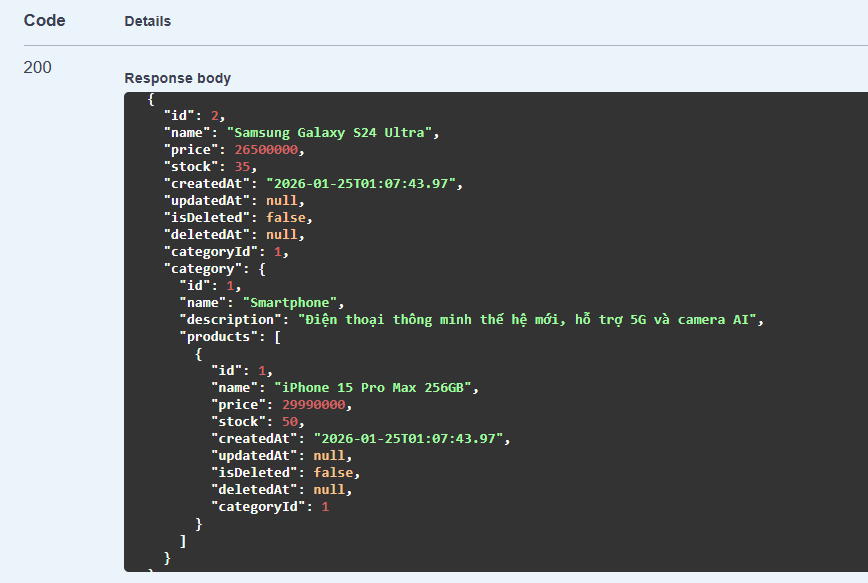 Code Details
200
Response body
{
"id": 2,
"name": "Samsung Galaxy S24 Ultra",
"price": 26500000,
"stock": 35,
"createdAt": "2026-01-25T01:07:43.97",
"updatedAt": null,
"isDeleted": false,
"deletedAt": null,
"categoryId": 1,
"category": {
"id": 1,
"name": "Smartphone",
"description": "Điện thoại thông minh thế hệ mới, hỗ trợ 5G và camera AI",
"products": [
{
"id": 1,
"name": "iPhone 15 Pro Max 256GB",
"price": 29990000,
"stock": 50,
"createdAt": "2026-01-25T01:07:43.97",
"updatedAt": null,
"isDeleted": false,
"deletedAt": null,
"categoryId": 1
}
]
}